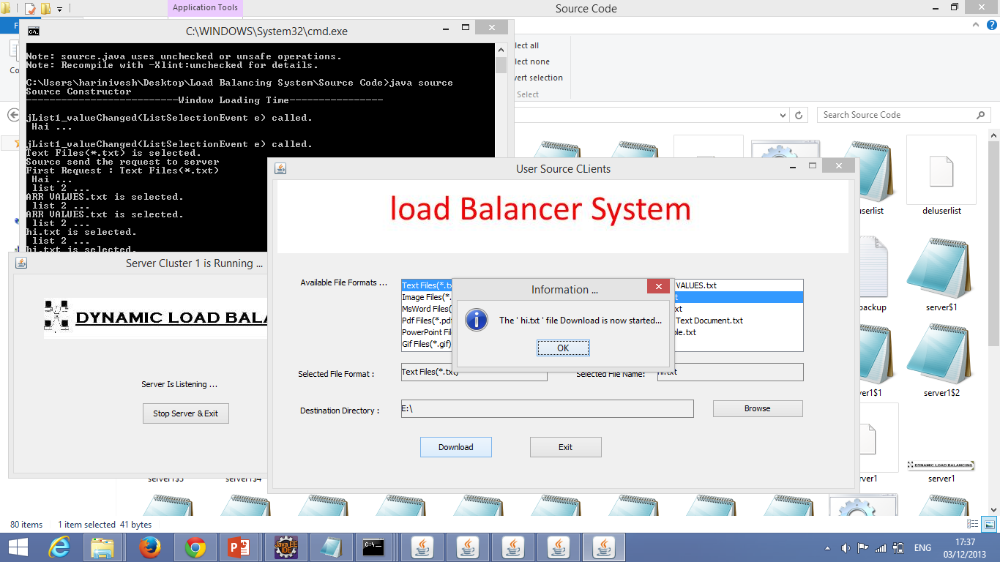 Application Tools
Source Code
C:\WINDOWS\System32\cmd.exe
Note: source.java uses unchecked or unsafe operations.
Note: Recompile with -Xlint:unchecked for details.
C:\Users\harinivesh\Desktop\Load Balancing System\Source Code>java source
Source Constructor
--------------------------Window Loading Time----------------
jList1_valueChanged(ListSelectionEvent e) called.
Hai ...
jList1_valueChanged(ListSelectionEvent e) called.
Text Files(*.txt) is selected.
Source send the request to server
First Request : Text Files(*.txt)
Hai ...
list 2 ...
ARR VALUES.txt is selected.
list 2 ...
ARR VALUES.txt is selected.
list 2 ...
hi.txt is selected.
list 2 ...
hi.txt is selected.
F
Co
lect all
lect none
vert selection
Select
Search Source Code
userlist
deluserlist
backup
server$1
ver1$1
server1$2
ver1
DYNAMIC LOAD BALANCING
server1
server1$3
server1$4
Server Cluster 1 is Running ...
DYNAMIC LOAD BALA
Server Is Listening ...
Stop Server & Exit
User Source CLients
load Balancer System
Available File Formats ...
Text Files(*.tx
Image Files(*.
MsWord Files(
Pdf Files(*.pdf
PowerPoint File
Gif Files(*.gif)
VALUES.txt
t
txt
Text Document.txt
ble.txt
Information ...
The ' hi.txt ' file Download is now started...
OK
Selected File Format :
Text Files(*.txt)
Selected File Name:
hi.txt
Destination Directory :
E:\
Browse
Download
Exit
80 items
1 item selected 41 bytes
Java EE
IDE
C:\
ENG
17:37
03/12/2013